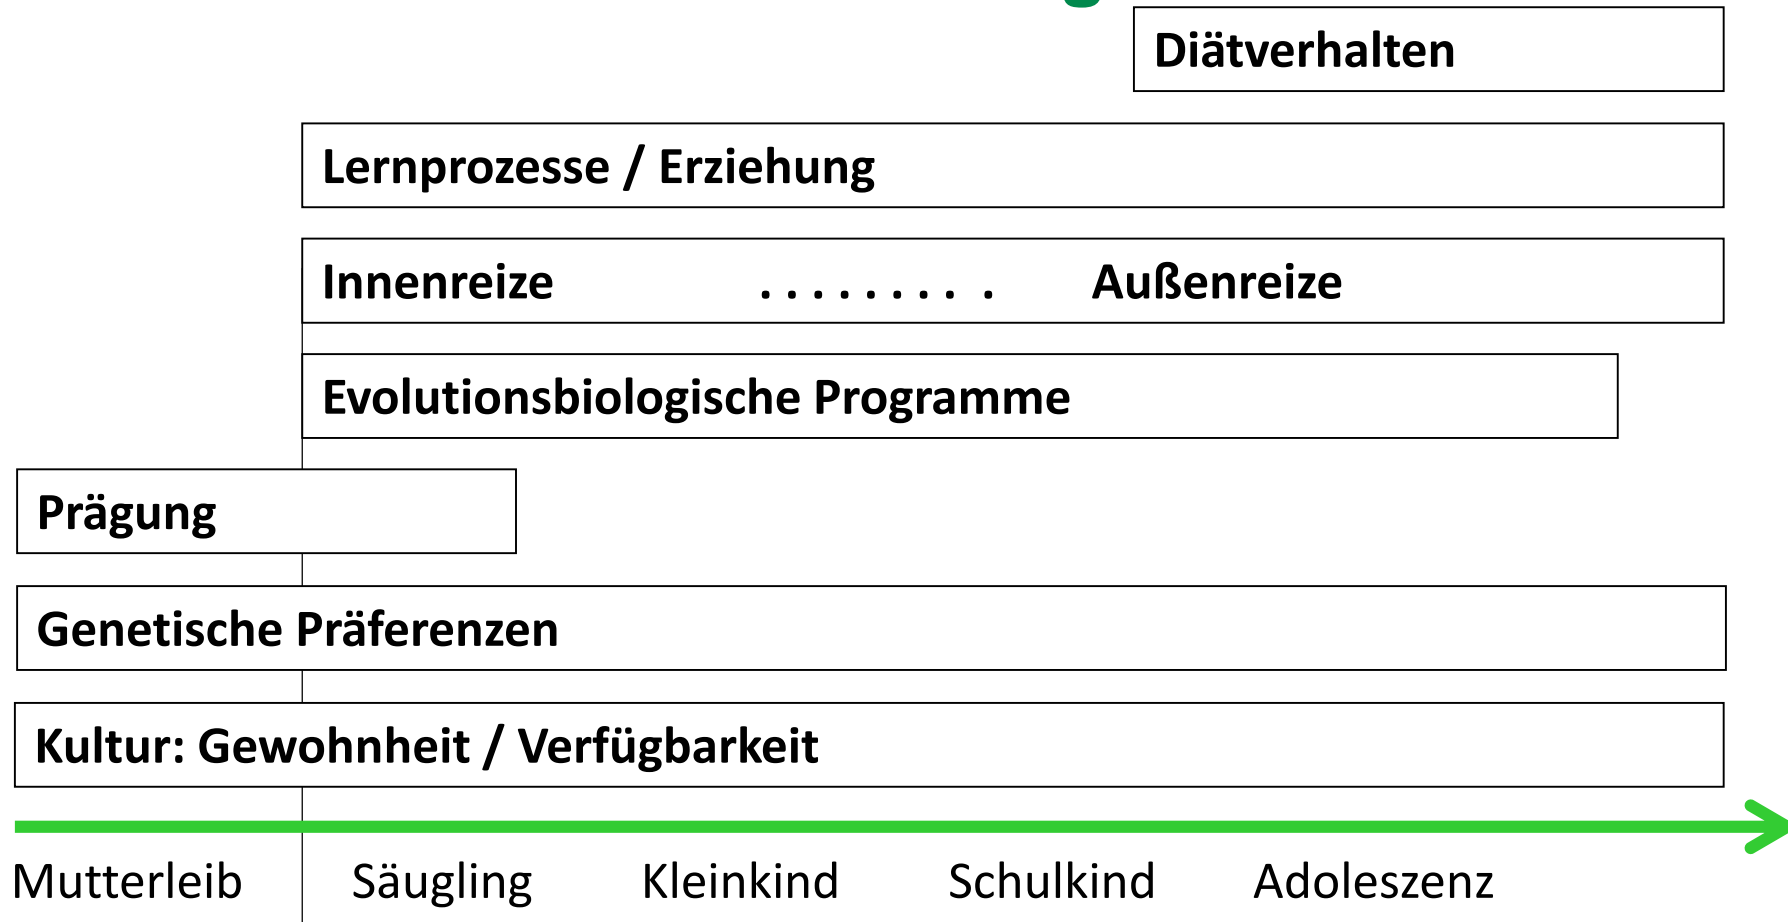 Diätverhalten
Lernprozesse / Erziehung
Innenreize . . . . . . . . . Außenreize
Evolutionsbiologische Programme
Prägung
Genetische Präferenzen
Kultur: Gewohnheit / Verfügbarkeit
Mutterleib Säugling Kleinkind Schulkind Adoleszenz